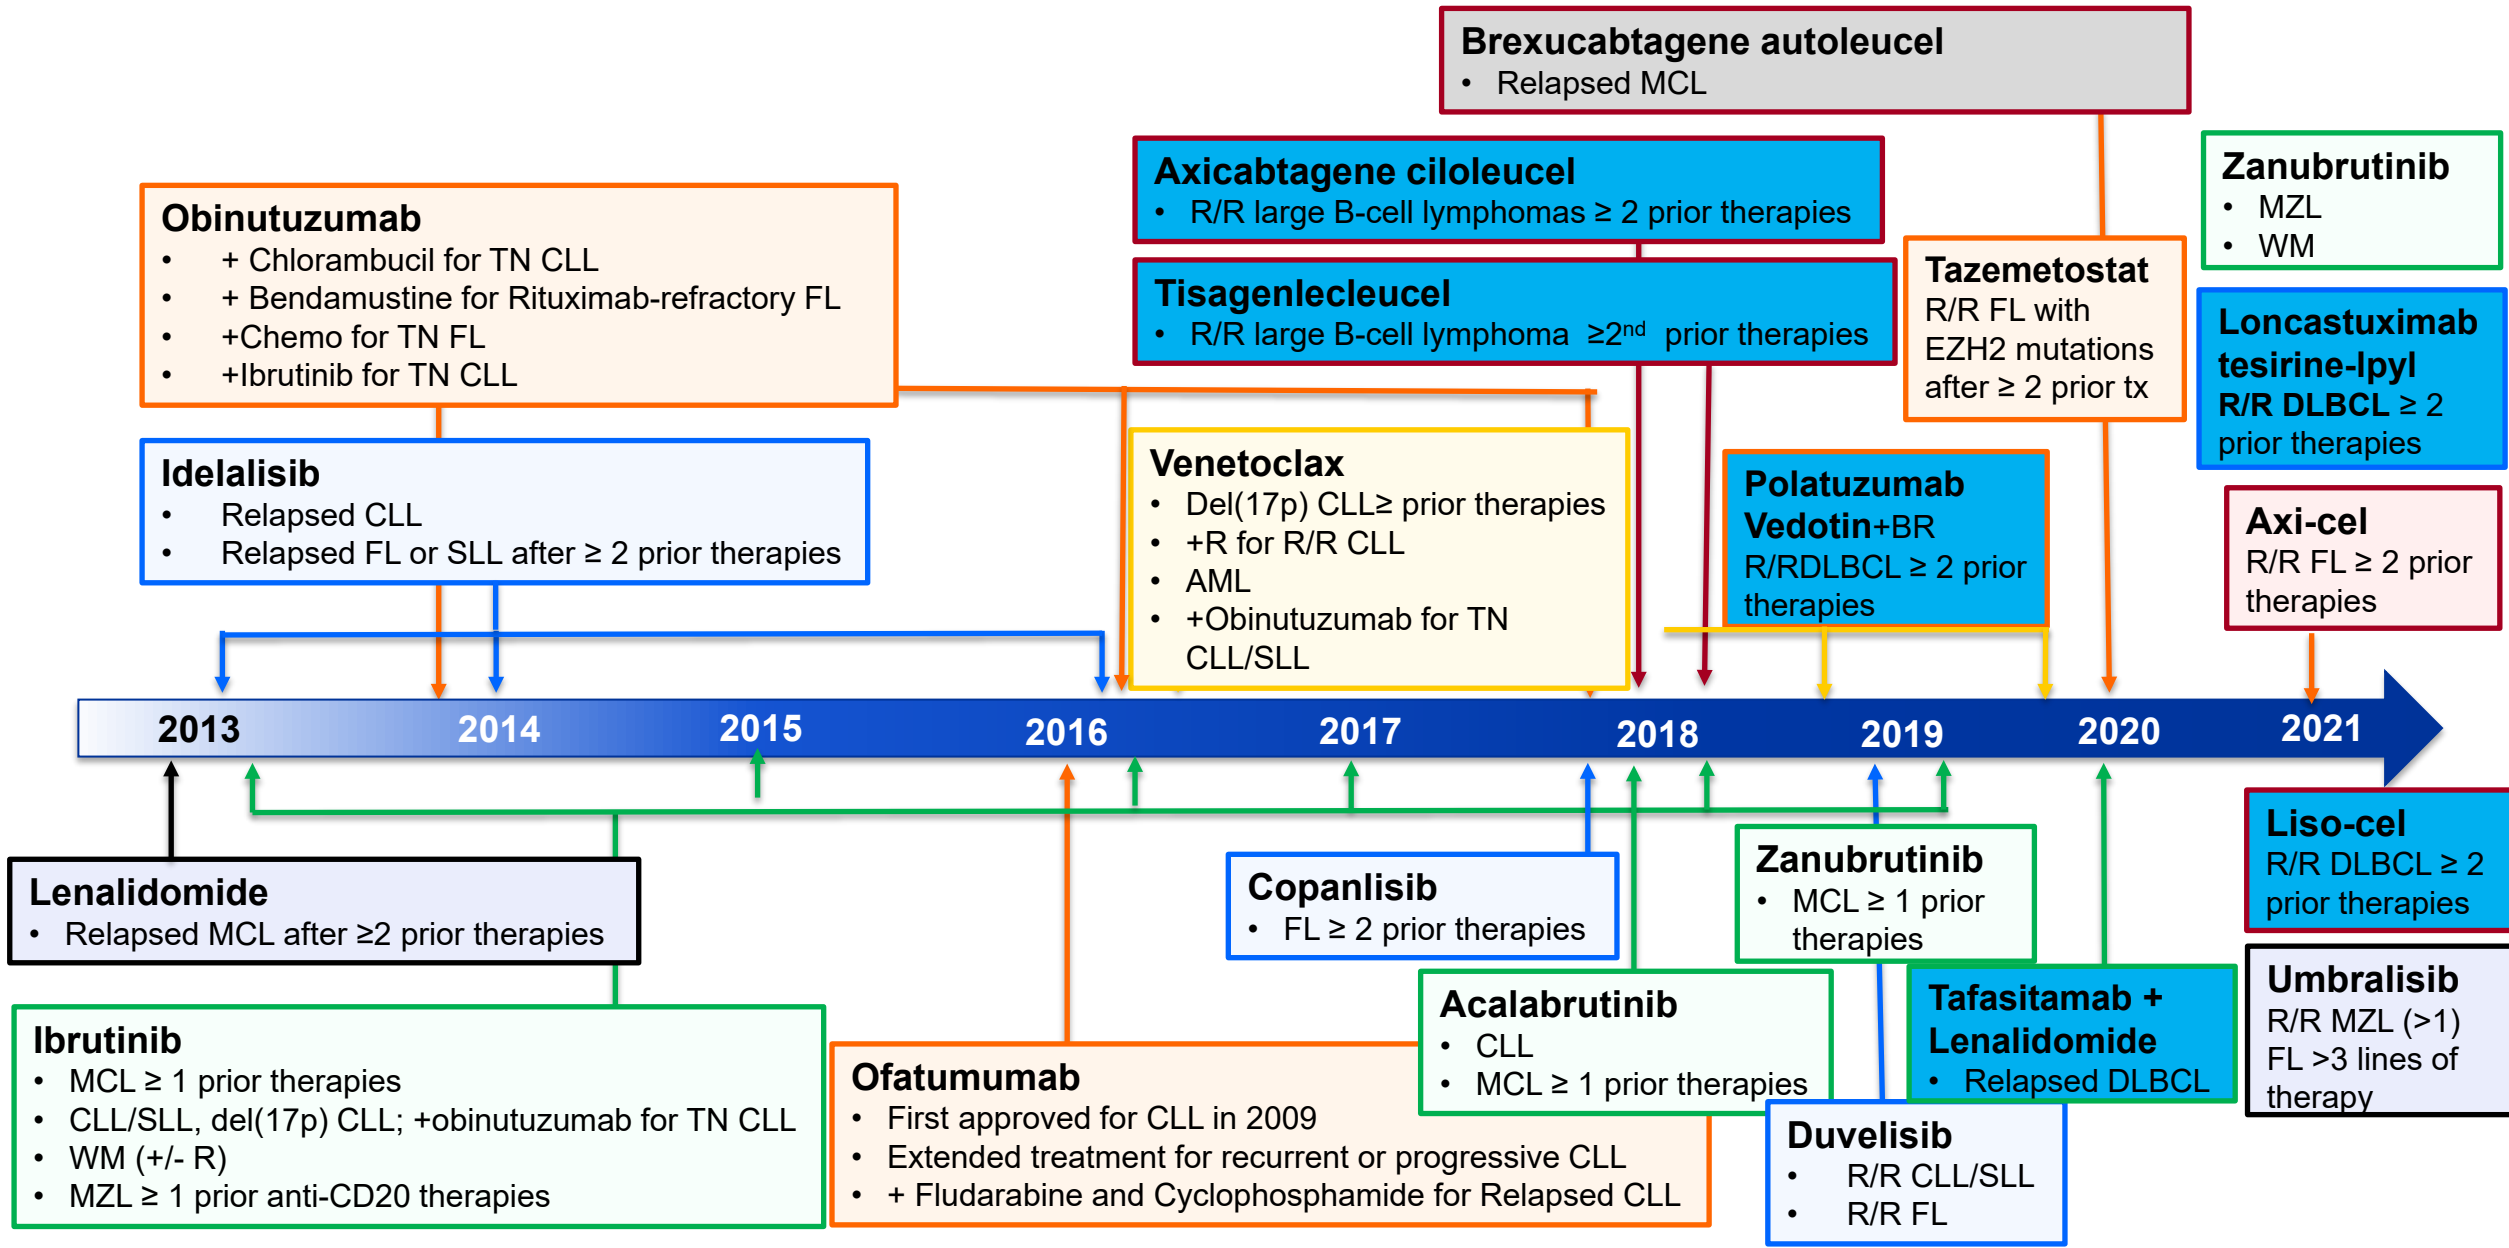 Brexucabtagene autoleucel
• Relapsed MCL
Axicabtagene ciloleucel
• R/R large B-cell lymphomas ≥ 2 prior therapies
Zanubrutinib
• MZL
• WM
Obinutuzumab
• + Chlorambucil for TN CLL
• + Bendamustine for Rituximab-refractory FL
• +Chemo for TN FL
• +Ibrutinib for TN CLL
Tisagenlecleucel
• R/R large B-cell lymphoma ≥2nd prior therapies
Tazemetostat
R/R FL with
EZH2 mutations
after ≥ 2 prior tx
Loncastuximab
tesirine-lpyl
R/R DLBCL ≥ 2
prior therapies
Idelalisib
• Relapsed CLL
• Relapsed FL or SLL after ≥ 2 prior therapies
Venetoclax
• Del(17p) CLL≥ prior therapies
• +R for R/R CLL
• AML
• +Obinutuzumab for TN
CLL/SLL
Polatuzumab
Vedotin+BR
R/RDLBCL ≥ 2 prior
therapies
Axi-cel
R/R FL ≥ 2 prior
therapies
2013 2014 2015 2016 2017 2018 2019 2020 2021
Lenalidomide
• Relapsed MCL after ≥2 prior therapies
Copanlisib
• FL ≥ 2 prior therapies
Zanubrutinib
• MCL ≥ 1 prior
therapies
Liso-cel
R/R DLBCL ≥ 2
prior therapies
Ibrutinib
• MCL ≥ 1 prior therapies
• CLL/SLL, del(17p) CLL; +obinutuzumab for TN CLL
• WM (+/- R)
• MZL ≥ 1 prior anti-CD20 therapies
Ofatumumab
• First approved for CLL in 2009
• Extended treatment for recurrent or progressive CLL
• + Fludarabine and Cyclophosphamide for Relapsed CLL
Acalabrutinib
• CLL
• MCL ≥ 1 prior therapies
Tafasitamab +
Lenalidomide
• Relapsed DLBCL
Umbralisib
R/R MZL (>1)
FL >3 lines of
therapy
Duvelisib
• R/R CLL/SLL
• R/R FL